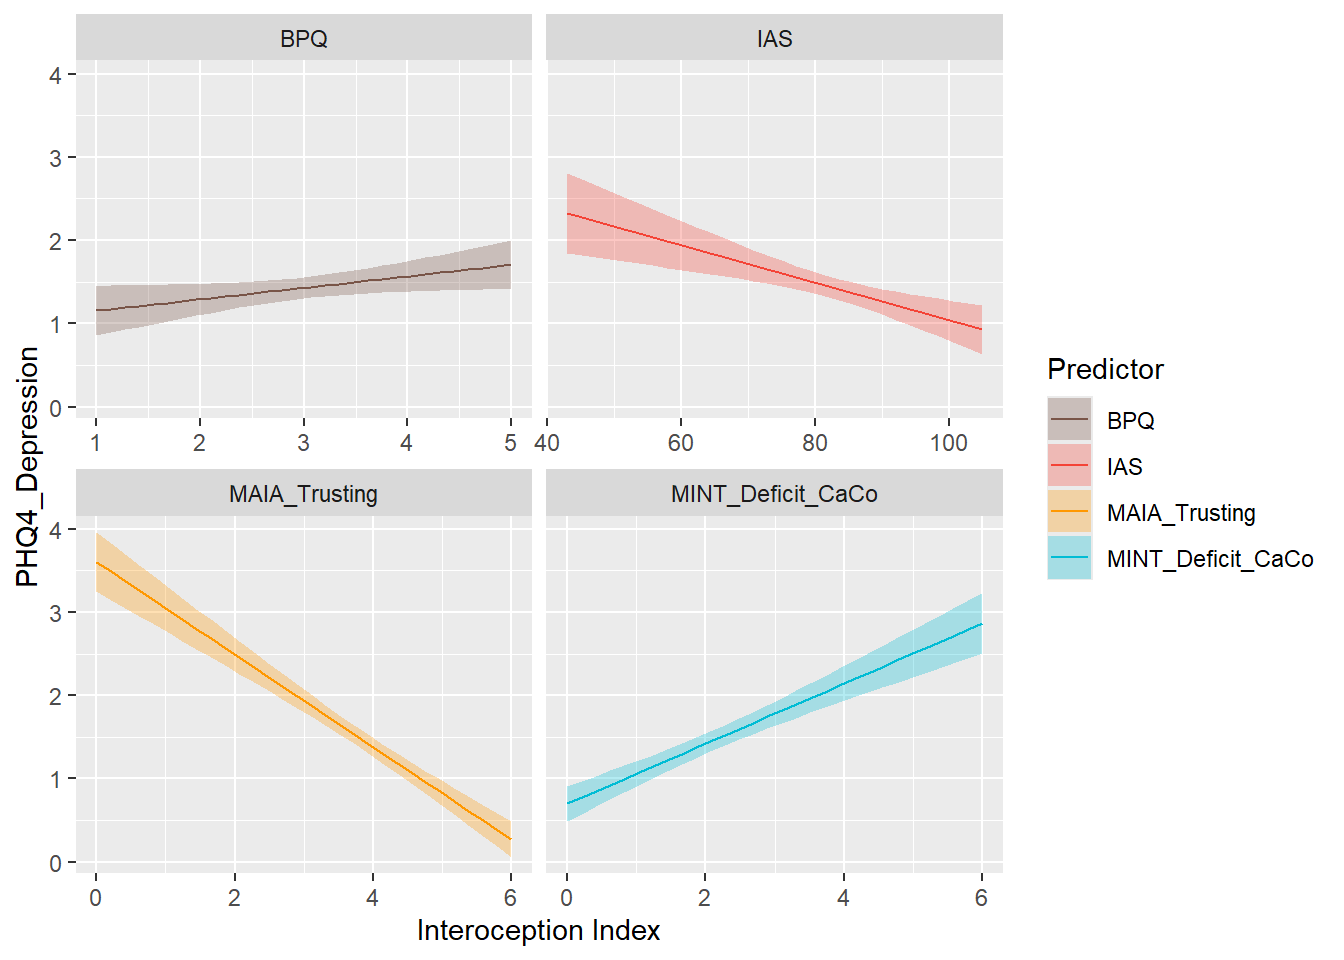 BPQ
IAS
4
3
2
1
0
1 2 3 4 5
40 60 80 100
MAIA_Trusting
MINT_Deficit_CaCo
4
3
2
1
0
0 2 4 6
0 2 4 6
PHQ4_Depression
Interoception Index
Predictor
BPQ
IAS
MAIA_Trusting
MINT_Deficit_CaCo